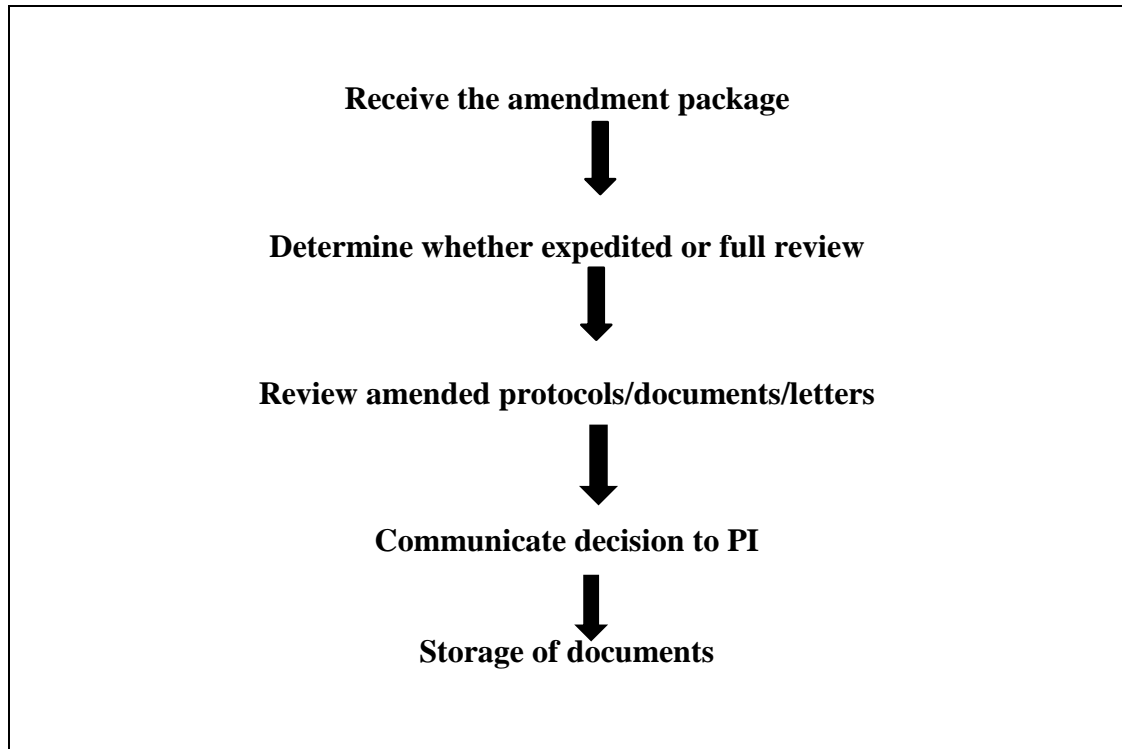 Receive the amendment package
Determine whether expedited or full review
Review amended protocols/documents/letters
Communicate decision to PI
Storage of documents